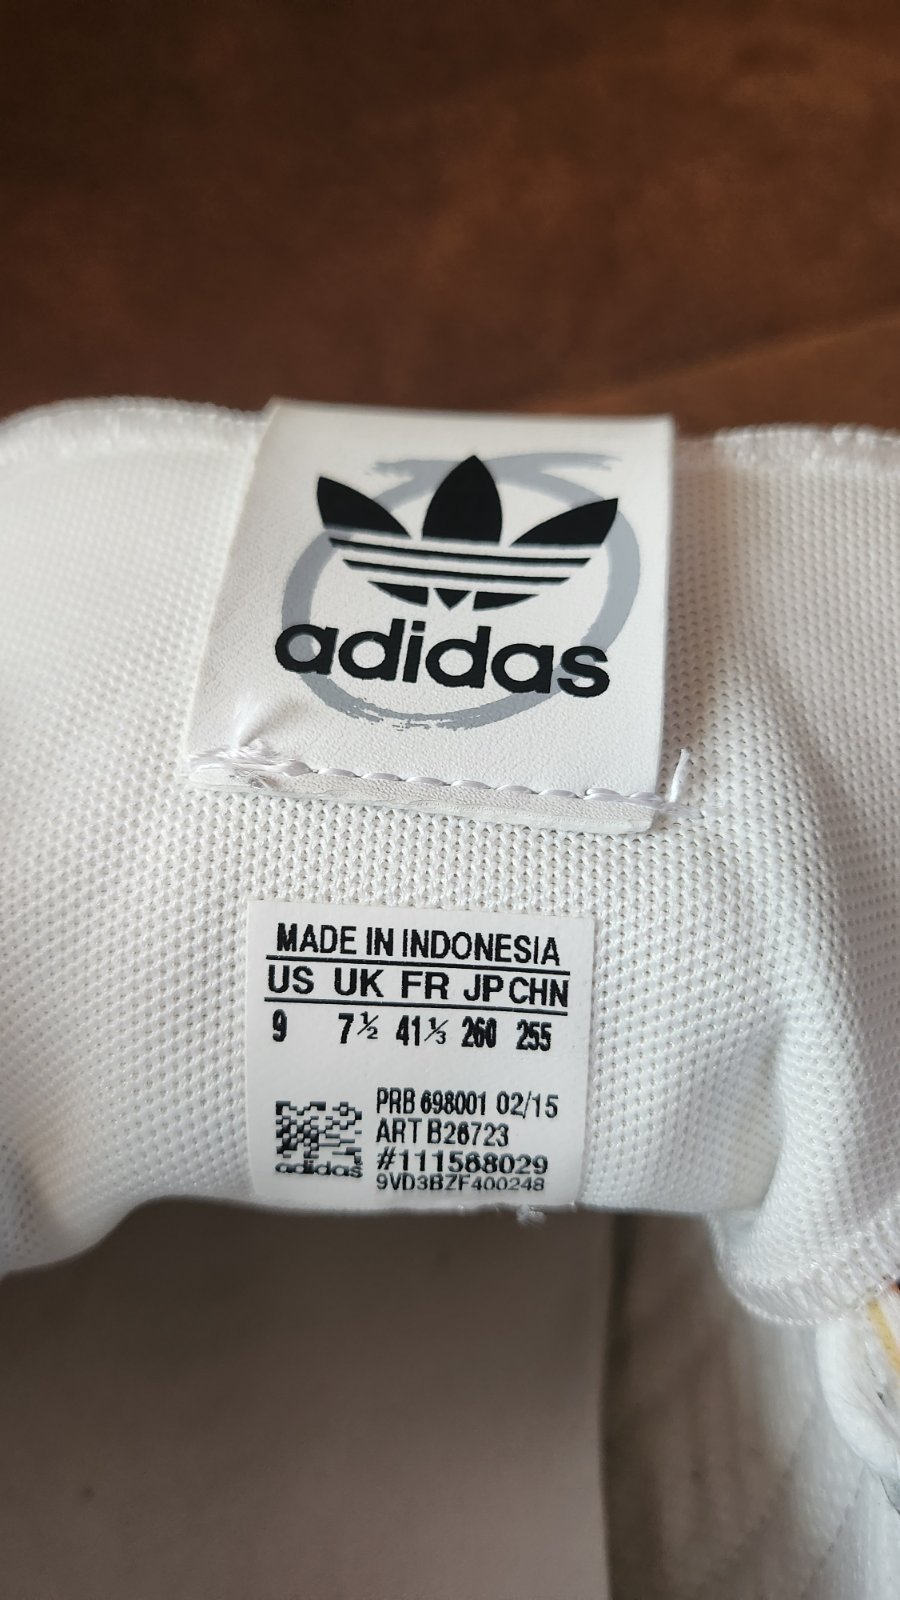 adidas
MADE IN INDONESIA
US UK FR JP CHN
9 7½ 41⅓ 260 255
PRB 698001 02/15
ART B26723
#111568029
adidas
9VD3BZF400248